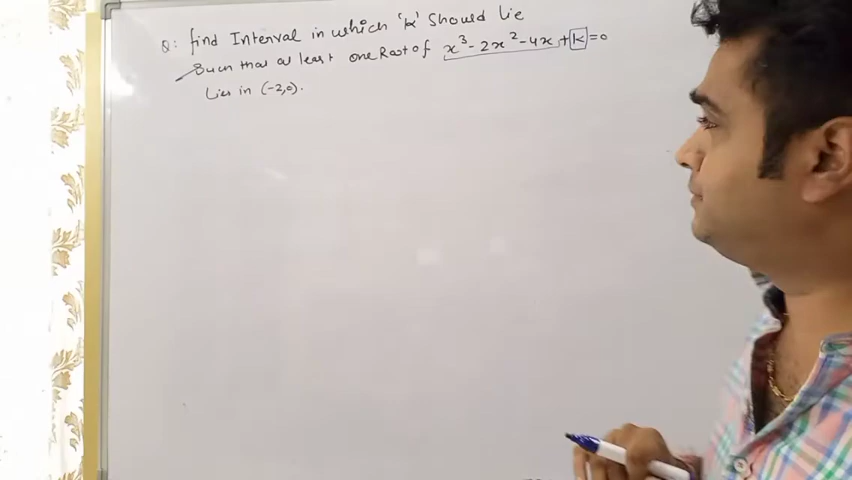 Q: find Interval in which 'k' Should lie
Such that at least one Root of x³ - 2x² - 4x + k = 0
Lies in (-2,0).